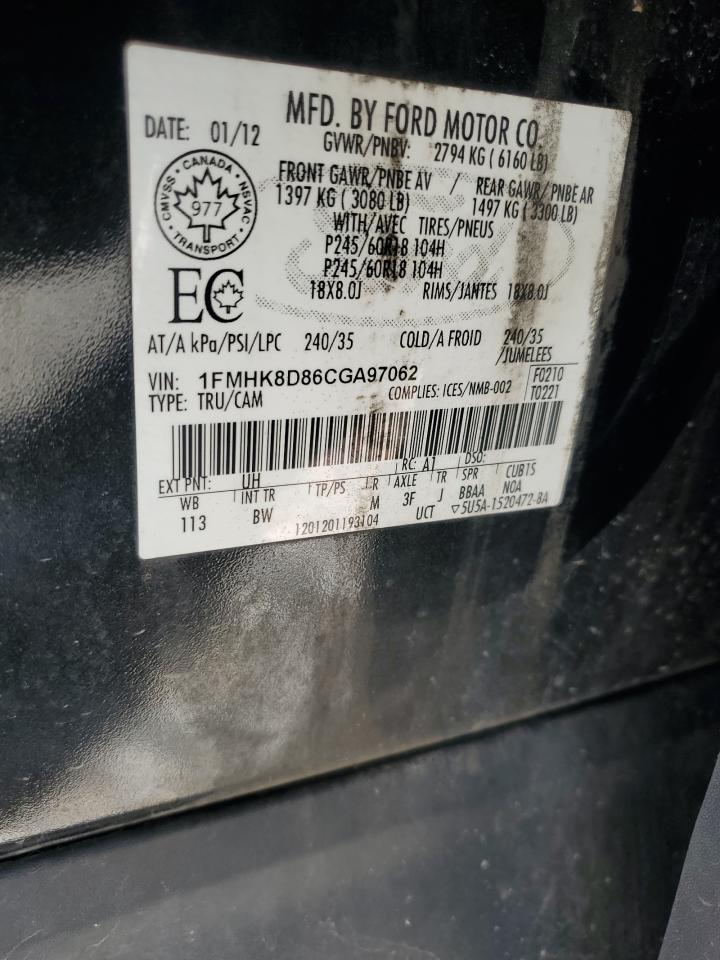 MFD. BY FORD MOTOR CO.
DATE: 01/12
GVWR/PNBV: 2794 KG ( 6160 LB)
FRONT GAWR/PNBE AV / REAR GAWR/PNBE AR
1397 KG ( 3080 LB) 1497 KG ( 3300 LB)
WITH/AVEC TIRES/PNEUS
P245/60R18 104H
P245/60R18 104H
18X8.0J RIMS/JANTES 18X8.0J
CANADA
CMVSS NSVAC
977
TRANSPORT
EC
AT/A kPa/PSI/LPC 240/35 COLD/A FROID 240/35
/JUMELEES
VIN: 1FMHK8D86CGA97062
TYPE: TRU/CAM COMPLIES: ICES/NMB-002
F0210
T0221
EXT PNT: UH RC: A1 DSO:
WB INT TR TP/PS R AXLE TR SPR CUBTS
113 BW M 3F J BBAA NOA
1201201193104 UCT ▽5U5A-1520472-BA